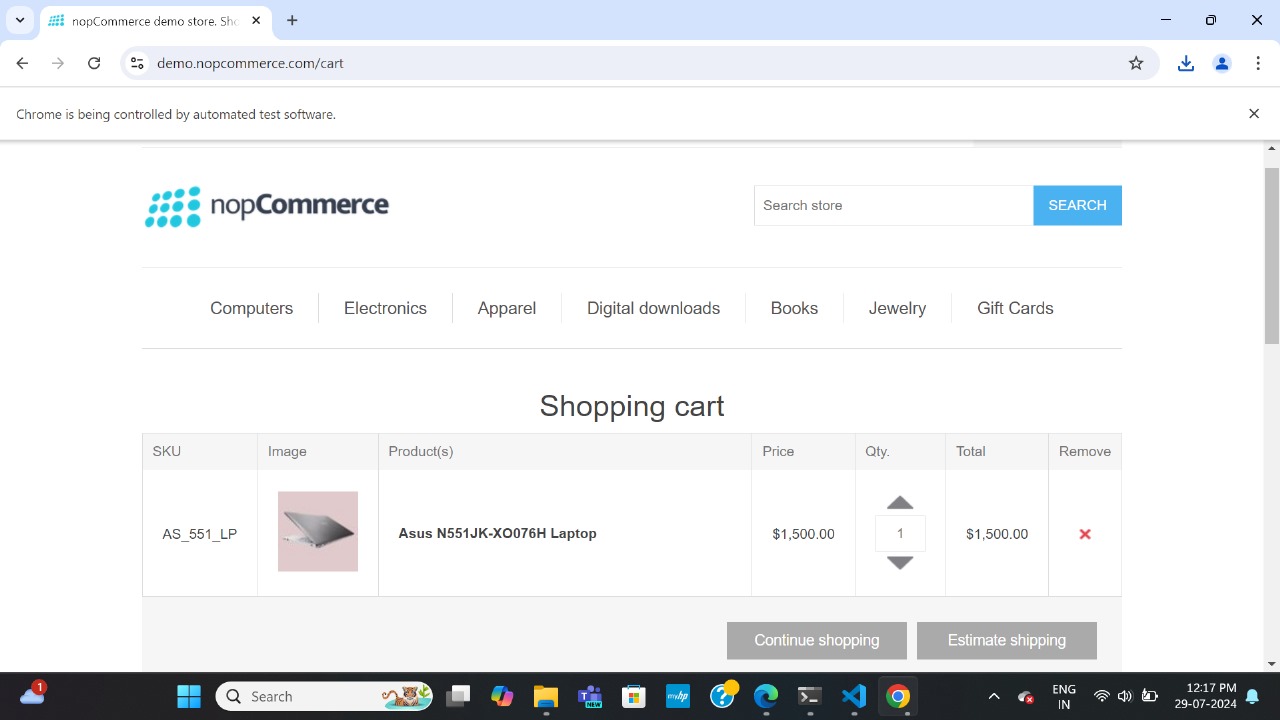 nopCommerce demo store. Sho
demo.nopcommerce.com/cart
Chrome is being controlled by automated test software.
nopCommerce
Search store
SEARCH
Computers
Electronics
Apparel
Digital downloads
Books
Jewelry
Gift Cards
Shopping cart
SKU
Image
Product(s)
Price
Qty.
Total
Remove
AS_551_LP
Asus N551JK-XO076H Laptop
$1,500.00
1
$1,500.00
Continue shopping
Estimate shipping
1
Search
NEW
myhp
ENG
IN
12:17 PM
29-07-2024